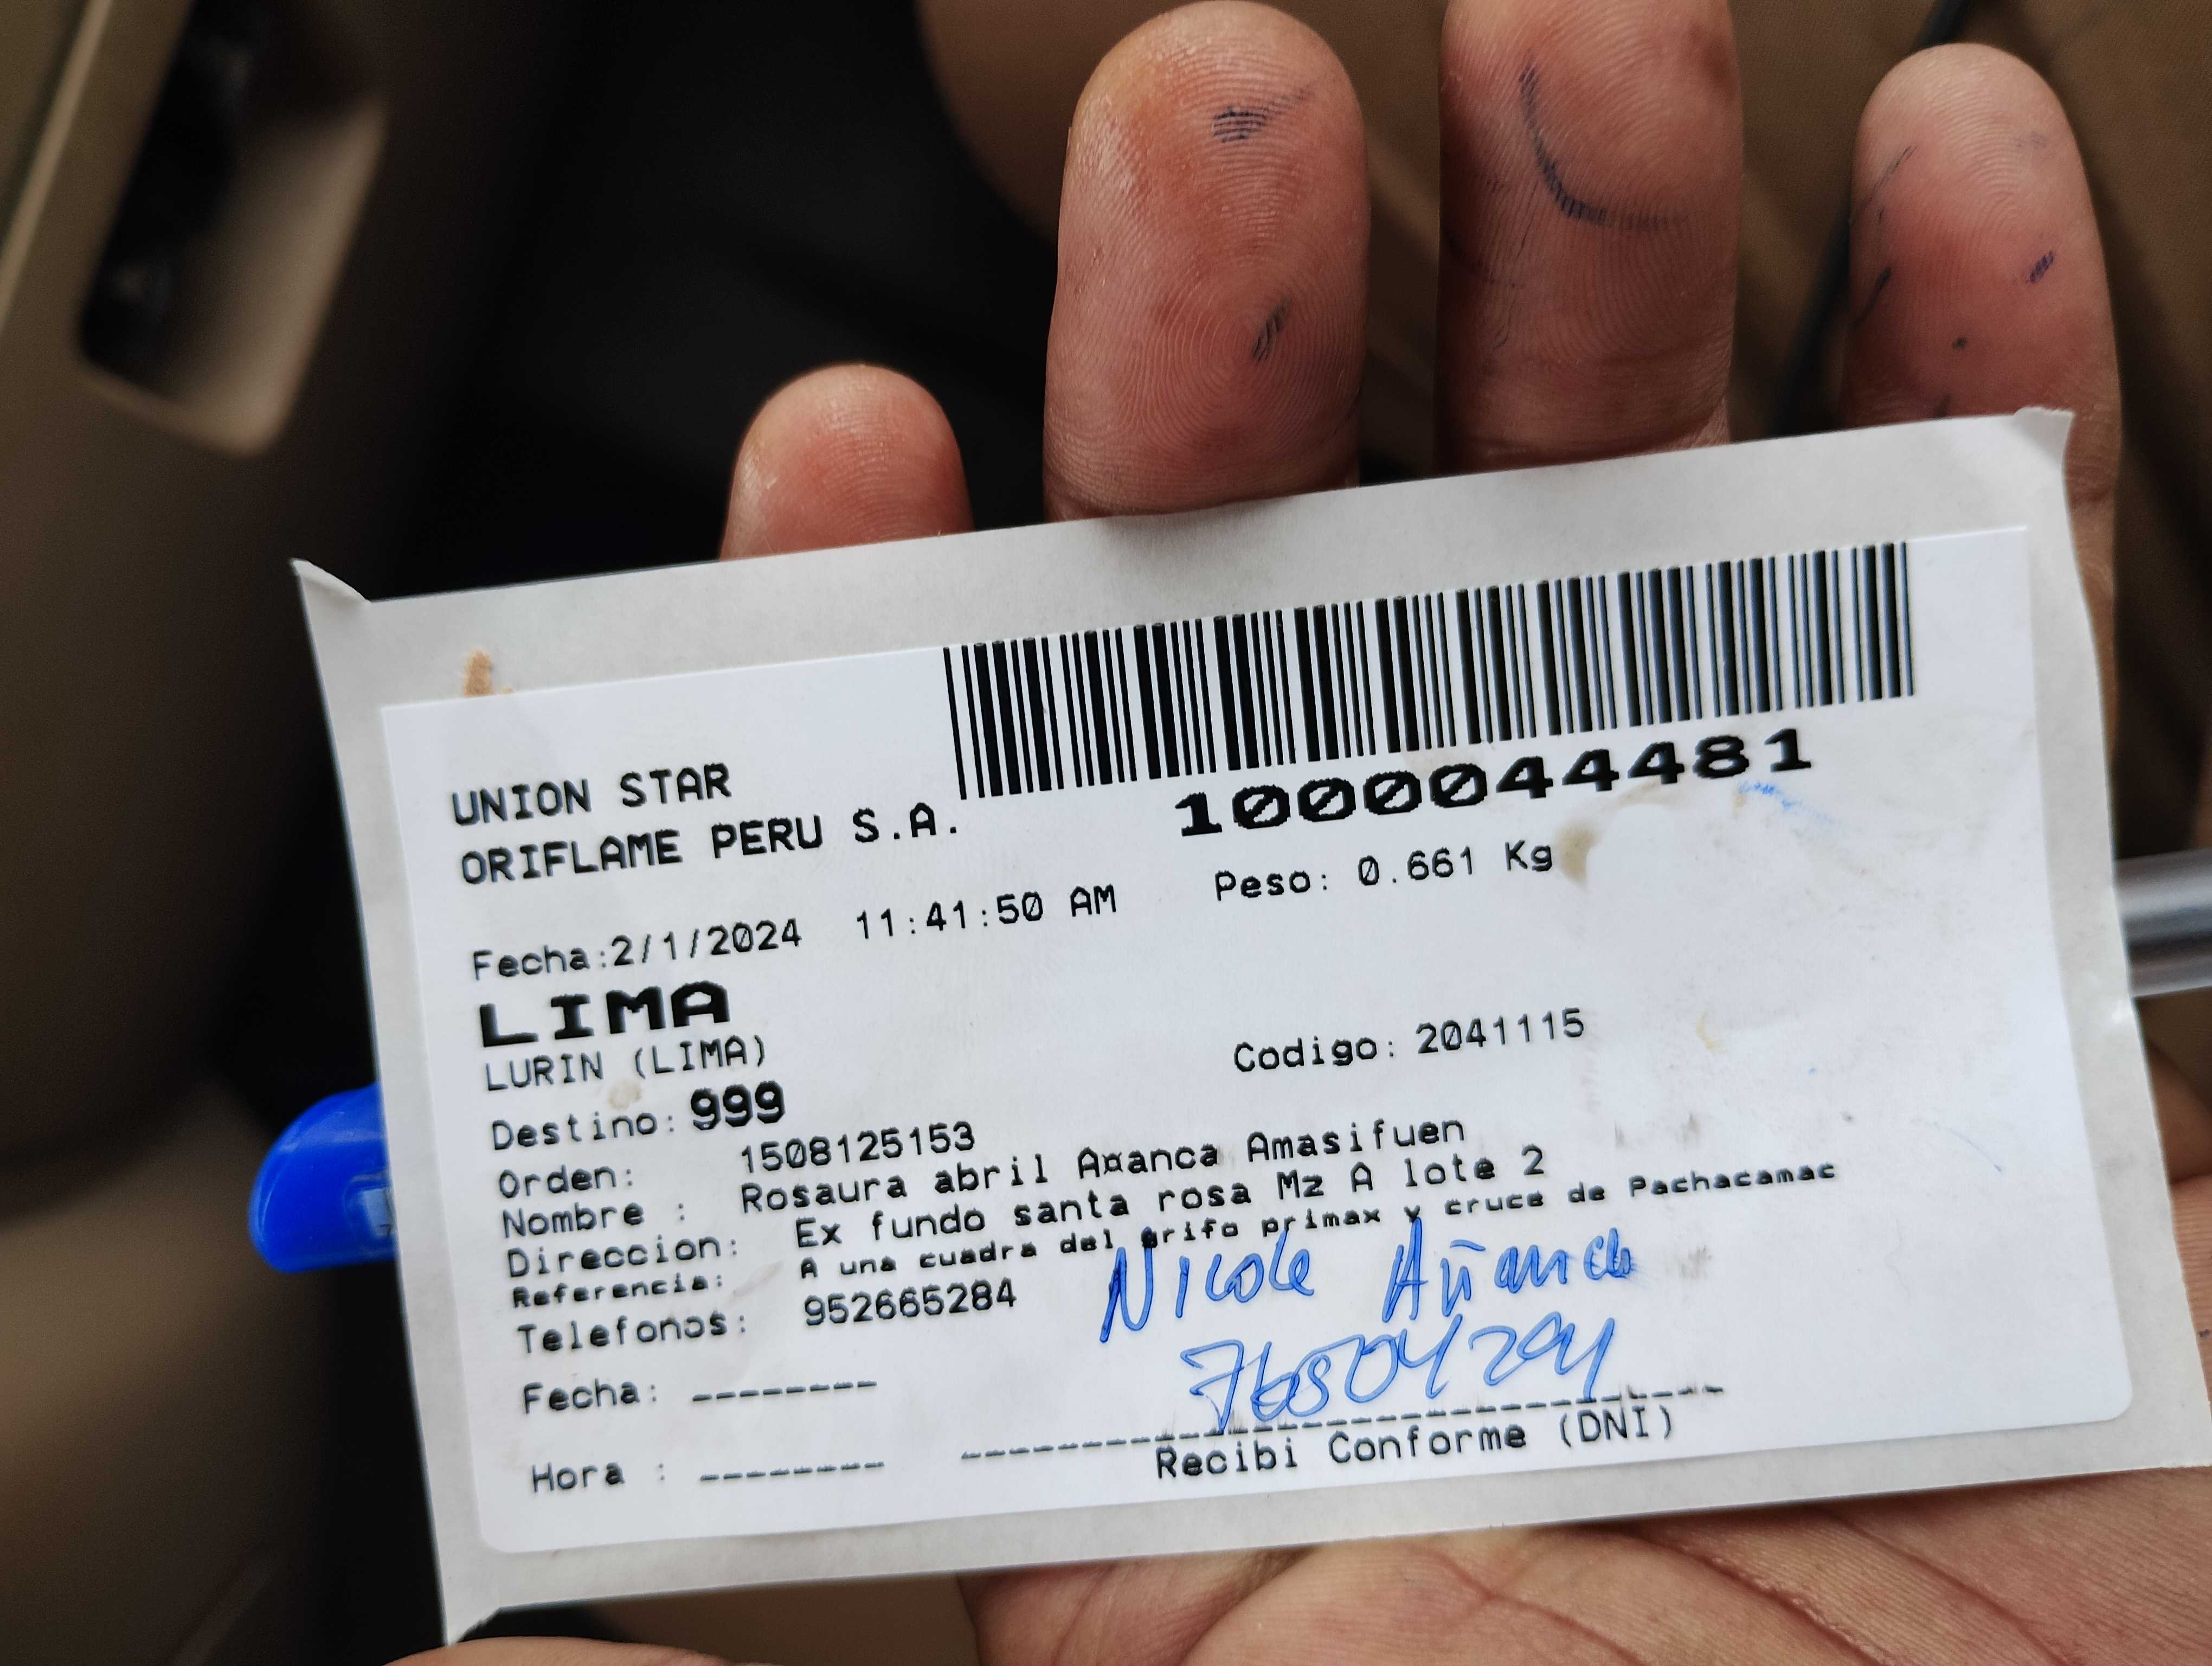 1000044481
UNION STAR
ORIFLAME PERU S.A.
Fecha:2/1/2024 11:41:50 AM Peso: 0.661 Kg
LIMA
LURIN (LIMA) Codigo: 2041115
Destino: 999
Orden: 1508125153
Nombre : Rosaura abril A¤anca Amasifuen
Direccion: Ex fundo santa rosa Mz A lote 2
Referencia: A una cuadra del grifo primax y cruce de Pachacamac
Telefonos: 952665284
Nicole Añanca
Fecha: --------
Hora : --------
Recibi Conforme (DNI)